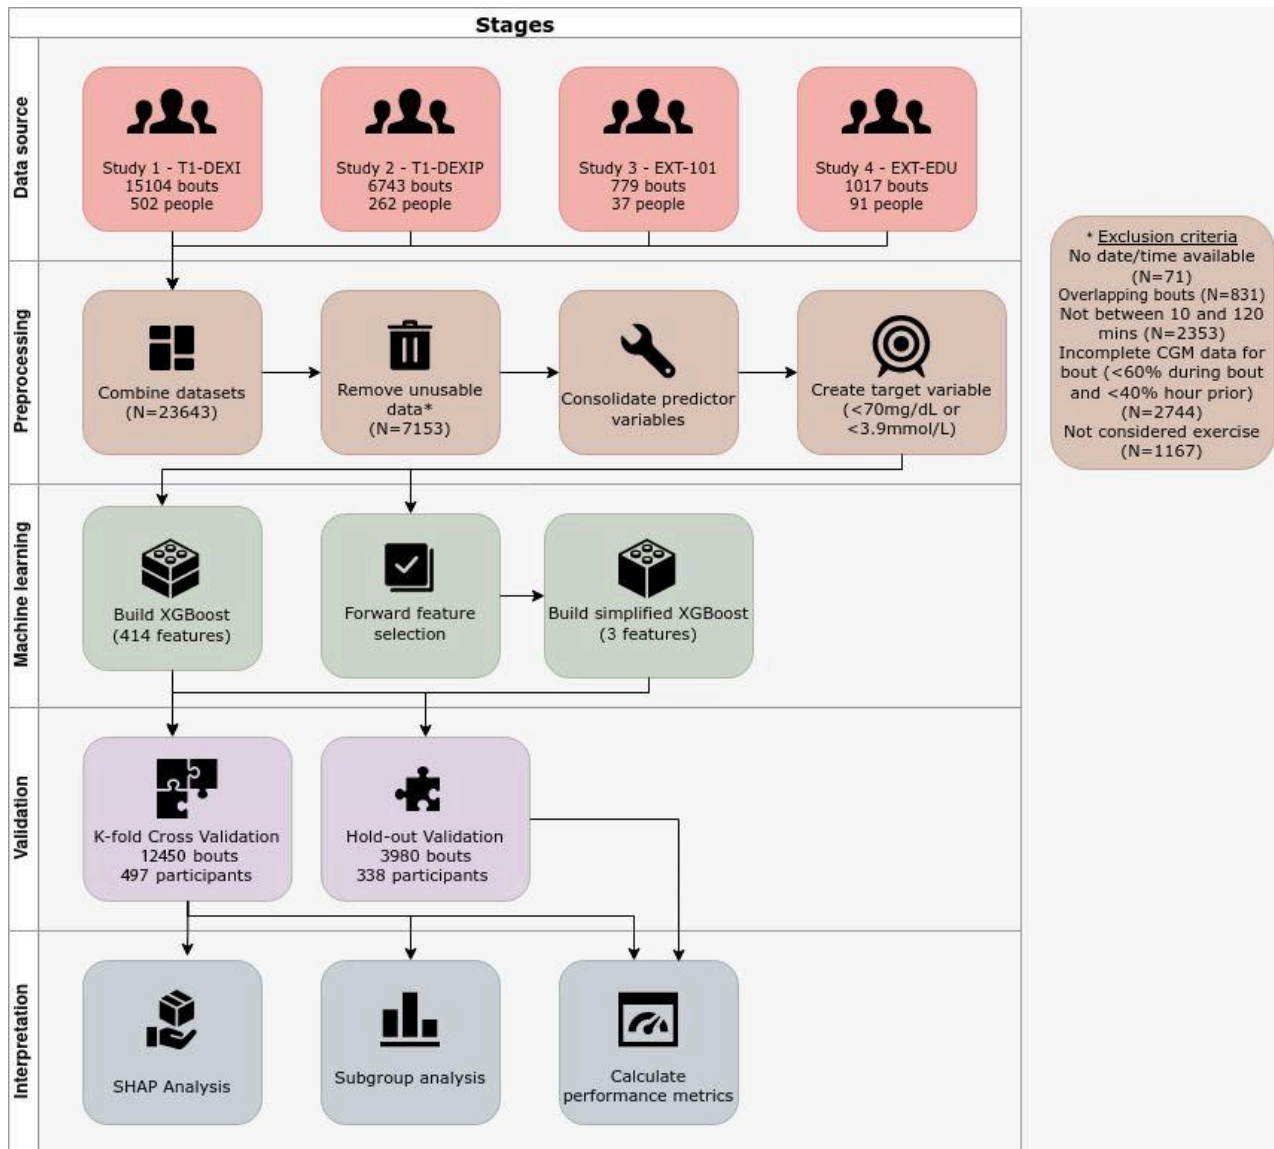 Stages
Data source
Study 1 - T1-DEXI
15104 bouts
502 people
Study 2 - T1-DEXIP
6743 bouts
262 people
Study 3 - EXT-101
779 bouts
37 people
Study 4 - EXT-EDU
1017 bouts
91 people
* Exclusion criteria
No date/time available
(N=71)
Overlapping bouts (N=831)
Not between 10 and 120
mins (N=2353)
Incomplete CGM data for
bout (<60% during bout
and <40% hour prior)
(N=2744)
Not considered exercise
(N=1167)
Preprocessing
Combine datasets
(N=23643)
Remove unusable
data*
(N=7153)
Consolidate predictor
variables
Create target variable
(<70mg/dL or
<3.9mmol/L)
Machine learning
Build XGBoost
(414 features)
Forward feature
selection
Build simplified XGBoost
(3 features)
Validation
K-fold Cross Validation
12450 bouts
497 participants
Hold-out Validation
3980 bouts
338 participants
Interpretation
SHAP Analysis
Subgroup analysis
Calculate
performance metrics